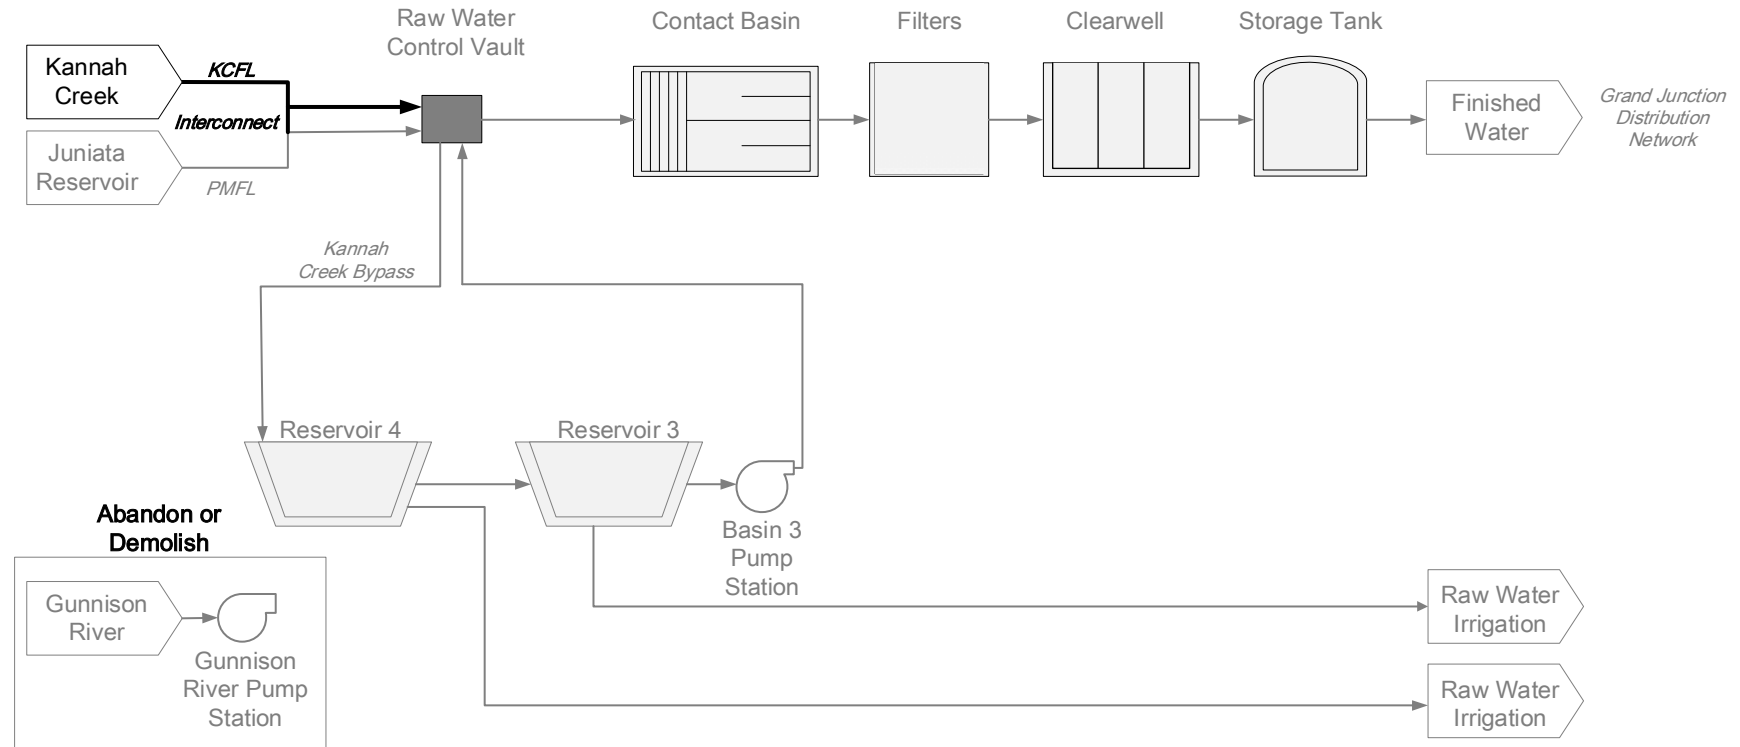 Raw Water
Control Vault
Contact Basin
Filters
Clearwell
Storage Tank
Kannah
Creek
KCFL
Interconnect
Juniata
Reservoir
PMFL
Finished
Water
Grand Junction
Distribution
Network
Kannah
Creek Bypass
Reservoir 4
Reservoir 3
Basin 3
Pump
Station
Abandon or
Demolish
Gunnison
River
Gunnison
River Pump
Station
Raw Water
Irrigation
Raw Water
Irrigation